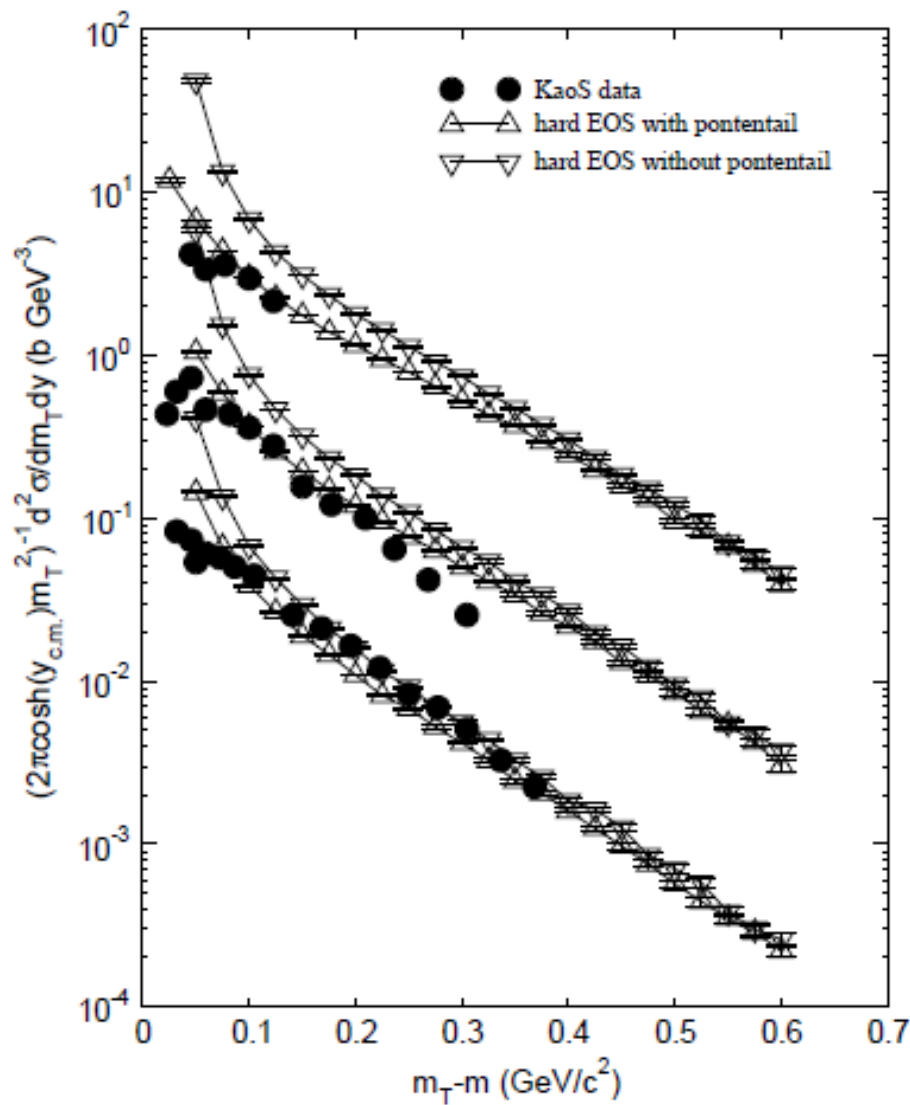 10^2
10^1
10^0
10^-1
10^-2
10^-3
10^-4
(2πcosh(y_c.m.)m_T^2)^-1 d^2σ/dm_T dy (b GeV^-3)
KaoS data
hard EOS with pontentail
hard EOS without pontentail
0 0.1 0.2 0.3 0.4 0.5 0.6 0.7
m_T-m (GeV/c^2)